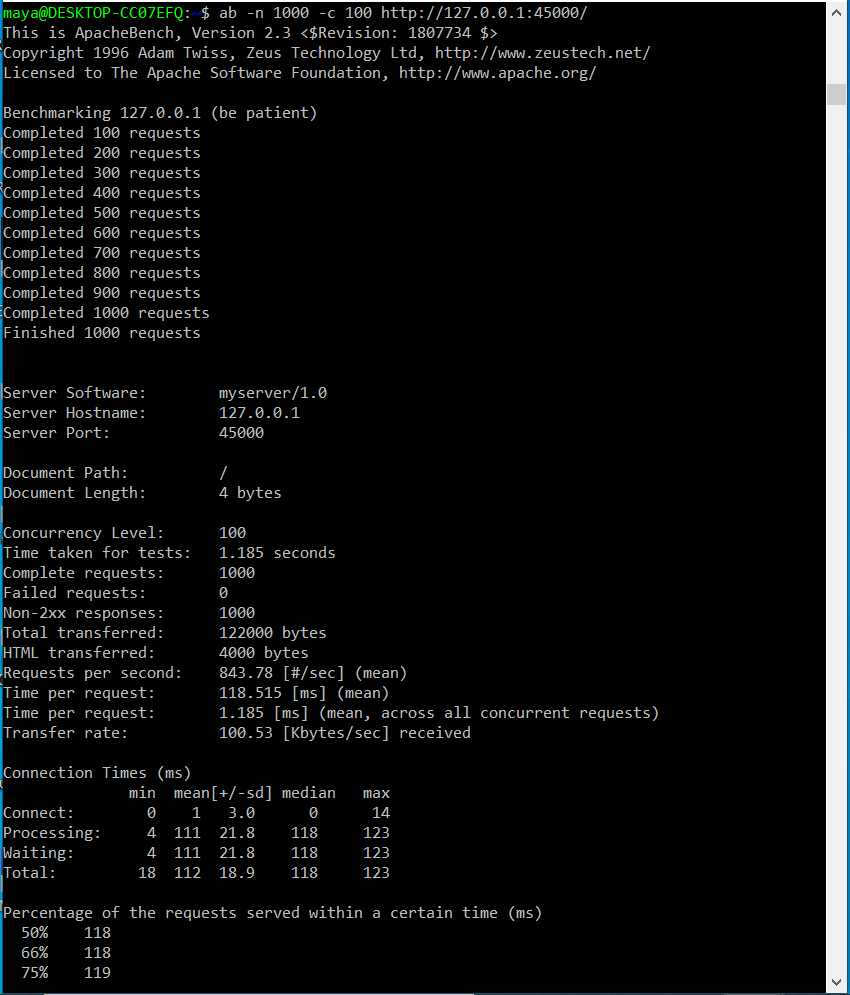 maya@DESKTOP-CC07EFQ:~$ ab -n 1000 -c 100 http://127.0.0.1:45000/
This is ApacheBench, Version 2.3 <$Revision: 1807734 $>
Copyright 1996 Adam Twiss, Zeus Technology Ltd, http://www.zeustech.net/
Licensed to The Apache Software Foundation, http://www.apache.org/

Benchmarking 127.0.0.1 (be patient)
Completed 100 requests
Completed 200 requests
Completed 300 requests
Completed 400 requests
Completed 500 requests
Completed 600 requests
Completed 700 requests
Completed 800 requests
Completed 900 requests
Completed 1000 requests
Finished 1000 requests


Server Software:        myserver/1.0
Server Hostname:        127.0.0.1
Server Port:            45000

Document Path:          /
Document Length:        4 bytes

Concurrency Level:      100
Time taken for tests:   1.185 seconds
Complete requests:      1000
Failed requests:        0
Non-2xx responses:      1000
Total transferred:      122000 bytes
HTML transferred:       4000 bytes
Requests per second:    843.78 [#/sec] (mean)
Time per request:       118.515 [ms] (mean)
Time per request:       1.185 [ms] (mean, across all concurrent requests)
Transfer rate:          100.53 [Kbytes/sec] received

Connection Times (ms)
              min  mean[+/-sd] median   max
Connect:        0    1   3.0      0      14
Processing:     4  111  21.8    118     123
Waiting:        4  111  21.8    118     123
Total:         18  112  18.9    118     123

Percentage of the requests served within a certain time (ms)
  50%    118
  66%    118
  75%    119